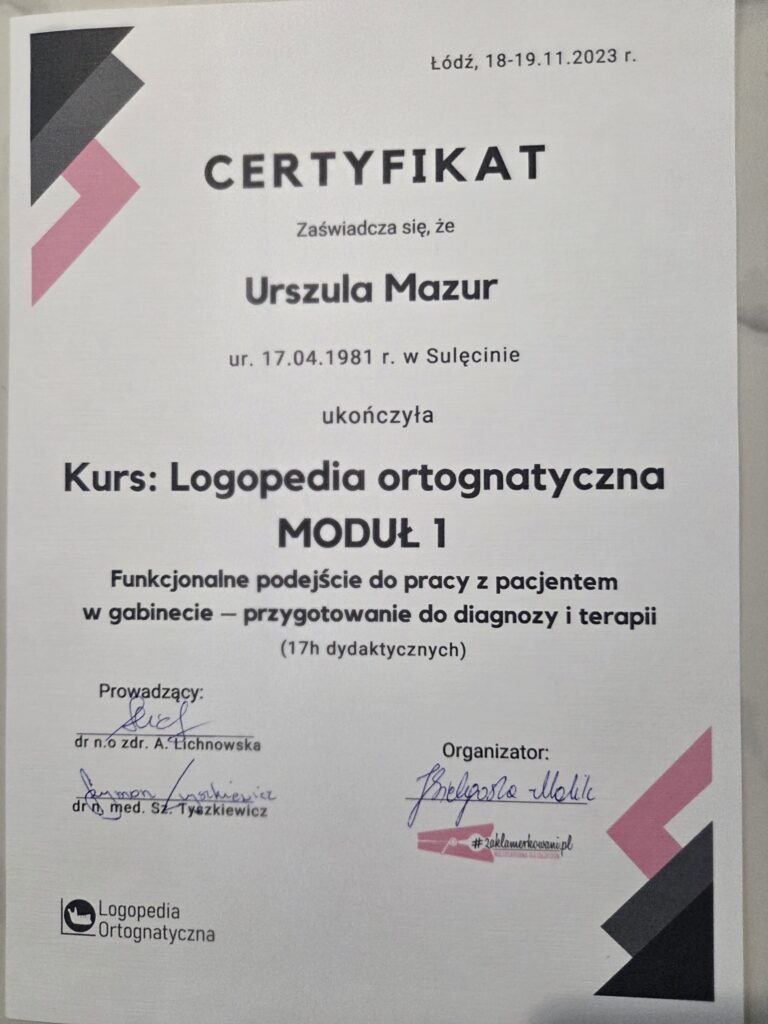 Łódź, 18-19.11.2023 r.
CERTYFIKAT
Zaświadcza się, że
Urszula Mazur
ur. 17.04.1981 r. w Sulęcinie
ukończyła
Kurs: Logopedia ortognatyczna
MODUŁ 1
Funkcjonalne podejście do pracy z pacjentem
w gabinecie – przygotowanie do diagnozy i terapii
(17h dydaktycznych)
Prowadzący:
dr n.o zdr. A. Lichnowska
Szymon Tyszkiewicz
dr n. med. Sz. Tyszkiewicz
Organizator:
#zaklamerkowani.pl
Logopedia
Ortognatyczna